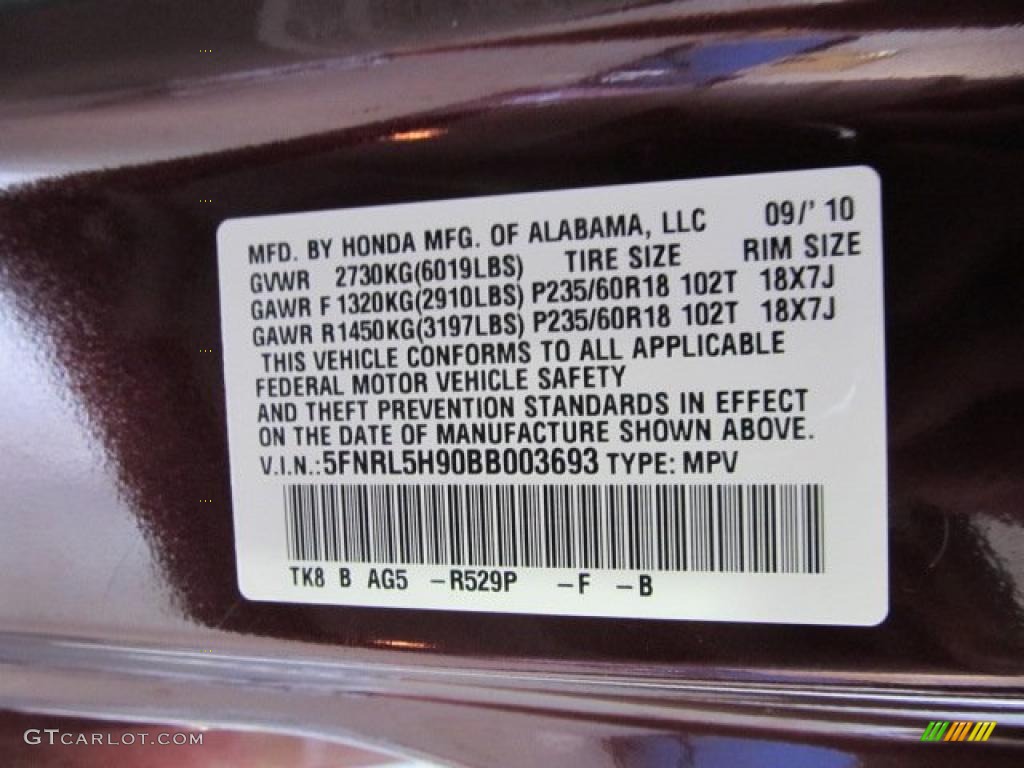 MFD. BY HONDA MFG. OF ALABAMA, LLC 09/' 10
GVWR 2730KG(6019LBS) TIRE SIZE RIM SIZE
GAWR F 1320KG(2910LBS) P235/60R18 102T 18X7J
GAWR R1450KG(3197LBS) P235/60R18 102T 18X7J
THIS VEHICLE CONFORMS TO ALL APPLICABLE
FEDERAL MOTOR VEHICLE SAFETY
AND THEFT PREVENTION STANDARDS IN EFFECT
ON THE DATE OF MANUFACTURE SHOWN ABOVE.
V.I.N.:5FNRL5H90BB003693 TYPE: MPV
TK8 B AG5 –R529P –F –B
GTCARLOT.COM